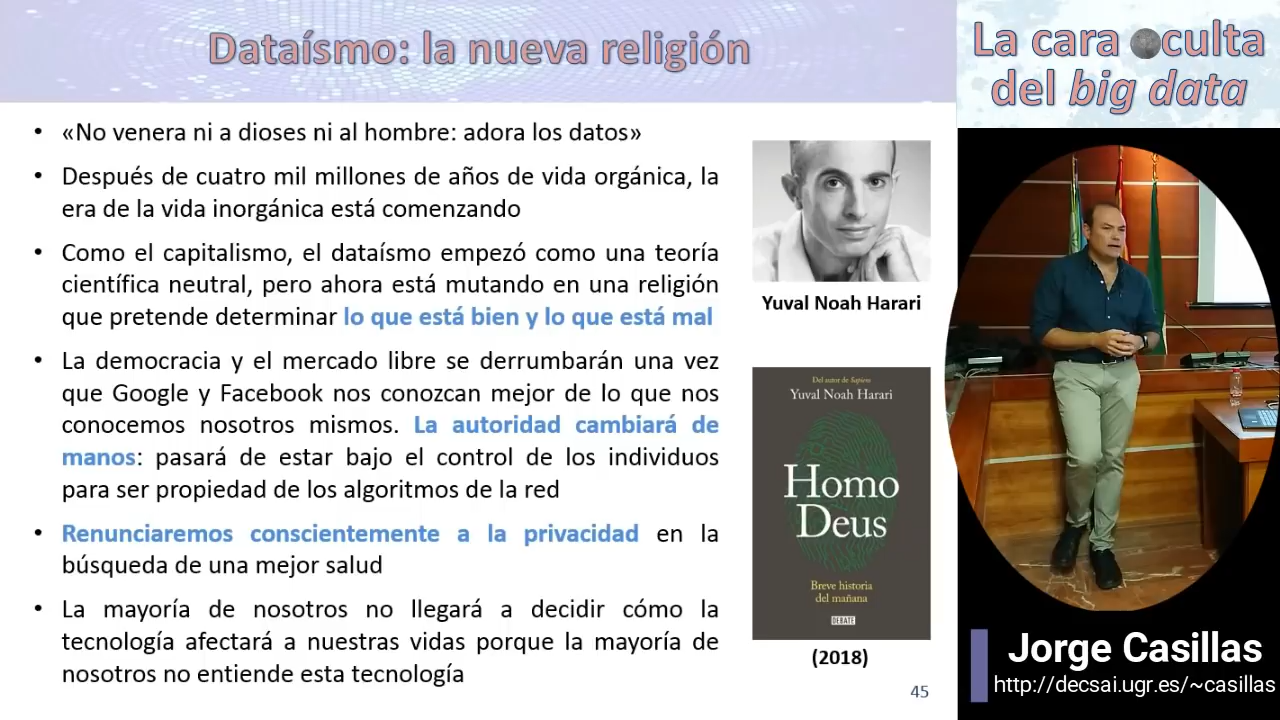 Dataísmo: la nueva religión
• «No venera ni a dioses ni al hombre: adora los datos»
• Después de cuatro mil millones de años de vida orgánica, la
era de la vida inorgánica está comenzando
• Como el capitalismo, el dataísmo empezó como una teoría
científica neutral, pero ahora está mutando en una religión
que pretende determinar lo que está bien y lo que está mal
• La democracia y el mercado libre se derrumbarán una vez
que Google y Facebook nos conozcan mejor de lo que nos
conocemos nosotros mismos. La autoridad cambiará de
manos: pasará de estar bajo el control de los individuos
para ser propiedad de los algoritmos de la red
• Renunciaremos conscientemente a la privacidad en la
búsqueda de una mejor salud
• La mayoría de nosotros no llegará a decidir cómo la
tecnología afectará a nuestras vidas porque la mayoría de
nosotros no entiende esta tecnología
Yuval Noah Harari
Del autor de Sapiens
Yuval Noah Harari
Homo
Deus
Breve historia
del mañana
DEBATE
(2018)
45
La cara oculta
del big data
Jorge Casillas
http://decsai.ugr.es/~casillas